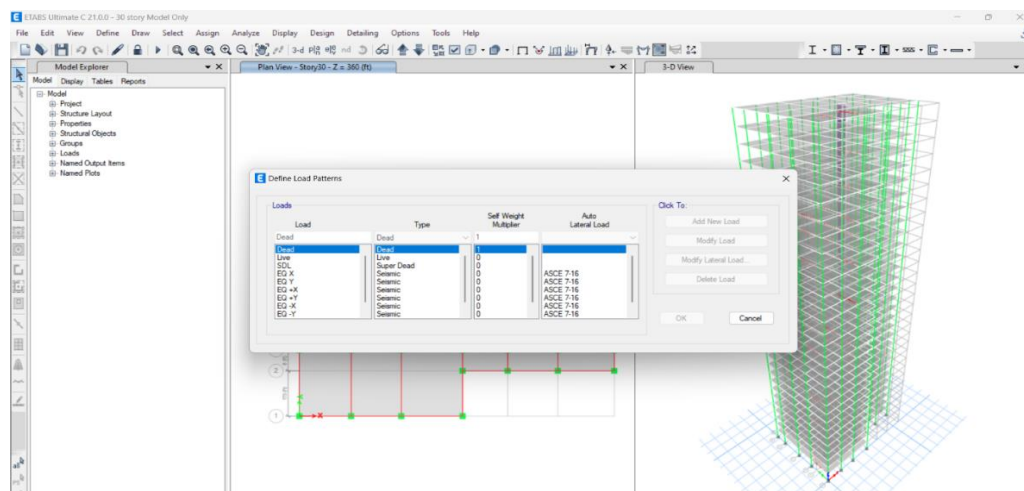 ETABS Ultimate C 21.0.0 - 30 story Model Only
File Edit View Define Draw Select Assign Analyze Display Design Detailing Options Tools Help
3-d
Model Explorer
Plan View - Story30 - Z = 360 (ft)
3-D View
Model Display Tables Reports
Model
Project
Structure Layout
Properties
Structural Objects
Groups
Loads
Named Output Items
Named Plots
Define Load Patterns
Loads
Click To:
Load Type Self Weight Multiplier Auto Lateral Load
Dead Dead 1
Dead Dead 1
Live Live 0
SDL Super Dead 0
EQ X Seismic 0 ASCE 7-16
EQ Y Seismic 0 ASCE 7-16
EQ +X Seismic 0 ASCE 7-16
EQ +Y Seismic 0 ASCE 7-16
EQ -X Seismic 0 ASCE 7-16
EQ -Y Seismic 0 ASCE 7-16
Add New Load
Modify Load
Modify Lateral Load...
Delete Load
OK Cancel
2
1
X